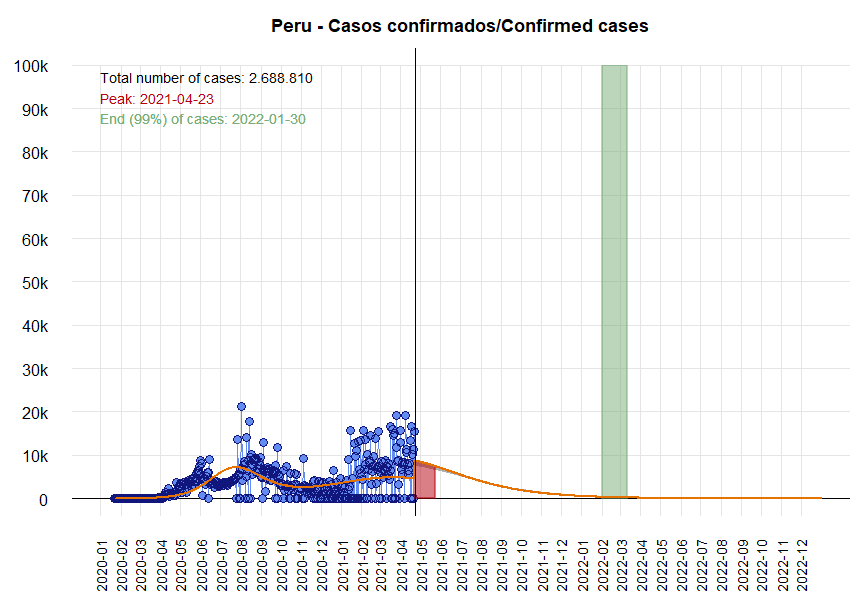 Peru - Casos confirmados/Confirmed cases
100k
90k
80k
70k
60k
50k
40k
30k
20k
10k
0
Total number of cases: 2.688.810
Peak: 2021-04-23
End (99%) of cases: 2022-01-30
2020-01
2020-02
2020-03
2020-04
2020-05
2020-06
2020-07
2020-08
2020-09
2020-10
2020-11
2020-12
2021-01
2021-02
2021-03
2021-04
2021-05
2021-06
2021-07
2021-08
2021-09
2021-10
2021-11
2021-12
2022-01
2022-02
2022-03
2022-04
2022-05
2022-06
2022-07
2022-08
2022-09
2022-10
2022-11
2022-12